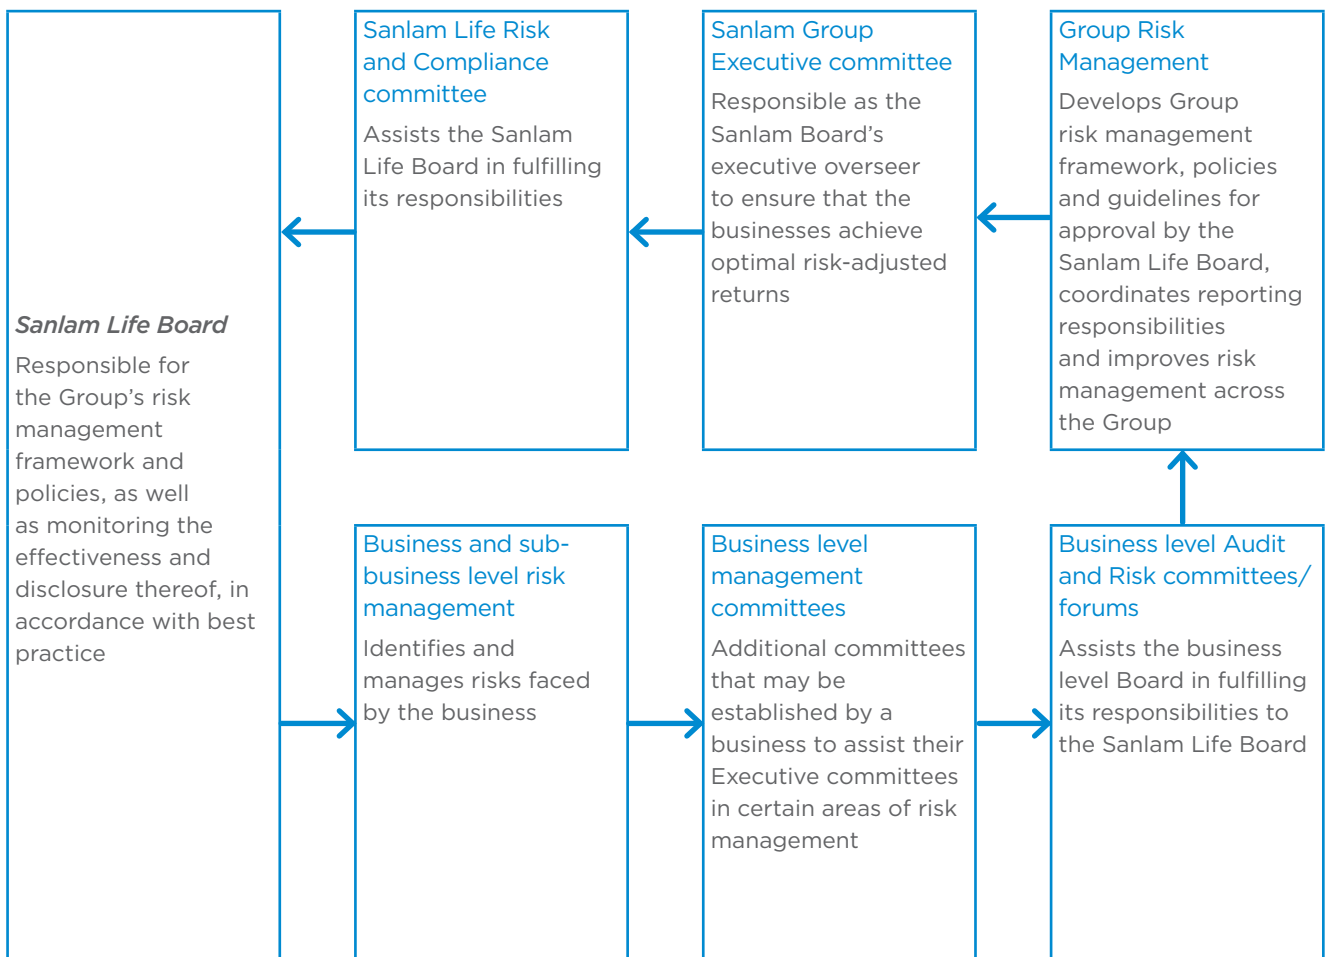 Sanlam Life Board
Responsible for
the Group’s risk
management
framework and
policies, as well
as monitoring the
effectiveness and
disclosure thereof, in
accordance with best
practice
Sanlam Life Risk
and Compliance
committee
Assists the Sanlam
Life Board in fulfilling
its responsibilities
Sanlam Group
Executive committee
Responsible as the
Sanlam Board’s
executive overseer
to ensure that the
businesses achieve
optimal risk-adjusted
returns
Group Risk
Management
Develops Group
risk management
framework, policies
and guidelines for
approval by the
Sanlam Life Board,
coordinates reporting
responsibilities
and improves risk
management across
the Group
Business and sub-
business level risk
management
Identifies and
manages risks faced
by the business
Business level
management
committees
Additional committees
that may be
established by a
business to assist their
Executive committees
in certain areas of risk
management
Business level Audit
and Risk committees/
forums
Assists the business
level Board in fulfilling
its responsibilities to
the Sanlam Life Board